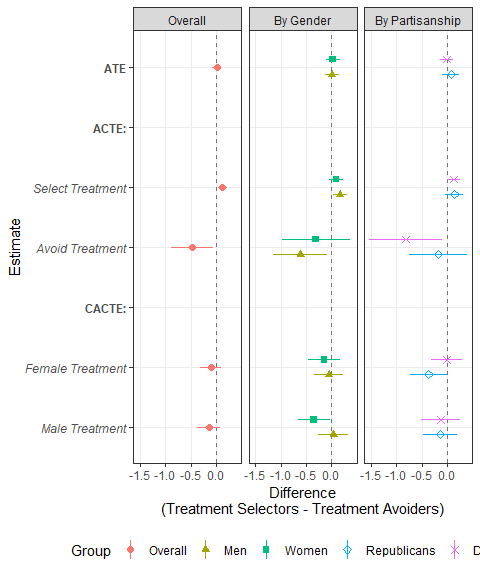 Overall By Gender By Partisanship
Estimate
ATE
ACTE:
Select Treatment
Avoid Treatment
CACTE:
Female Treatment
Male Treatment
-1.5 -1.0 -0.5 0.0 -1.5 -1.0 -0.5 0.0 -1.5 -1.0 -0.5 0.0
Difference
(Treatment Selectors - Treatment Avoiders)
Group Overall Men Women Republicans D